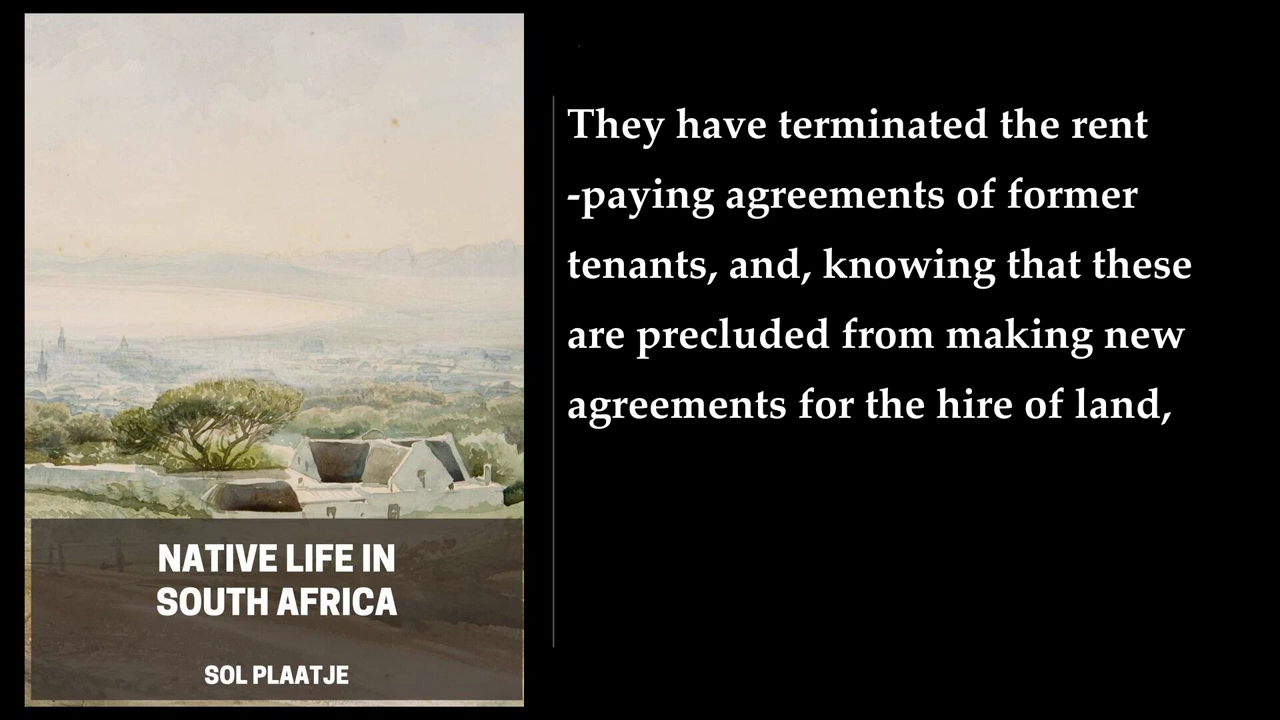 NATIVE LIFE IN
SOUTH AFRICA
SOL PLAATJE
They have terminated the rent
-paying agreements of former
tenants, and, knowing that these
are precluded from making new
agreements for the hire of land,